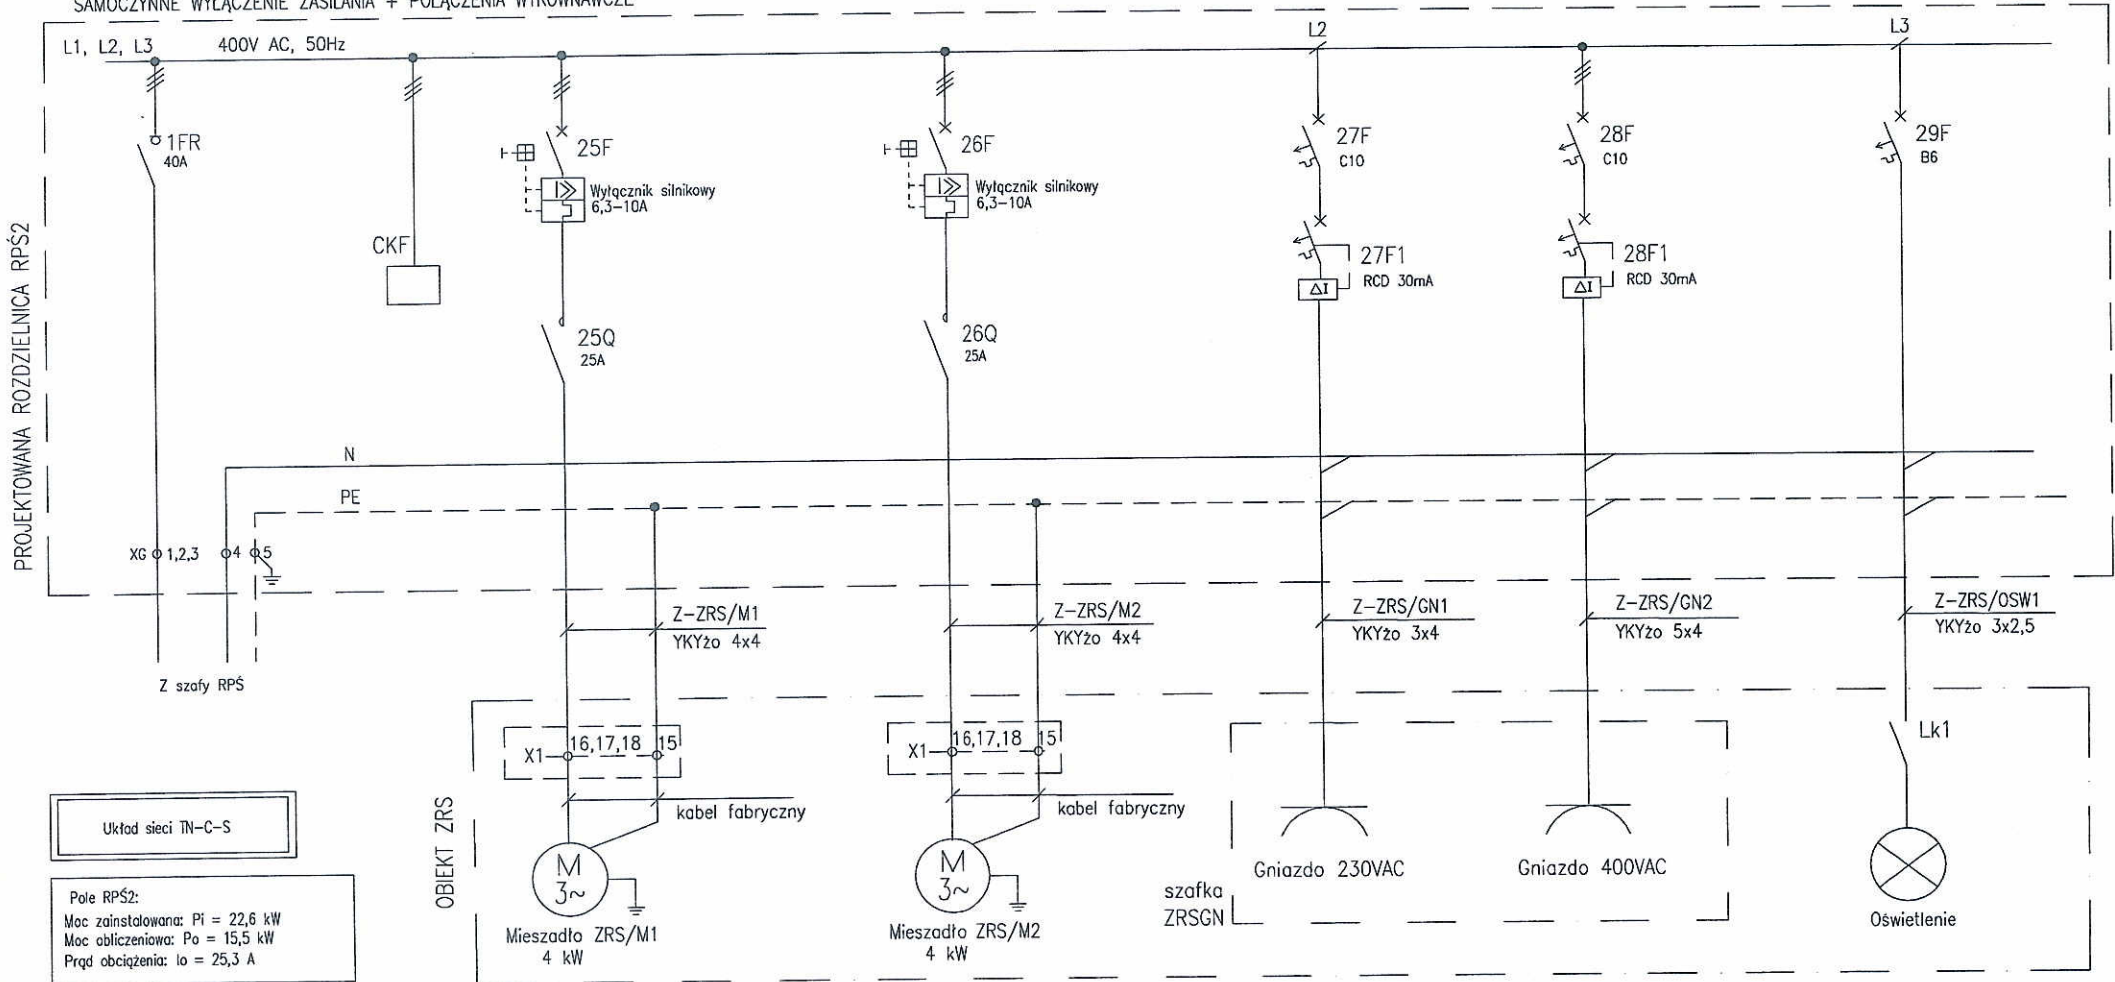 SAMOCZYNNE WYŁĄCZENIE ZASILANIA + POŁĄCZENIA WYRÓWNAWCZE
L1, L2, L3
400V AC, 50Hz
L2
L3
1FR
40A
CKF
25F
Wyłącznik silnikowy
6,3-10A
26F
Wyłącznik silnikowy
6,3-10A
27F
C10
28F
C10
29F
B6
27F1
RCD 30mA
ΔI
28F1
RCD 30mA
ΔI
I>>
I>>
25Q
25A
26Q
25A
PROJEKTOWANA ROZDZIELNICA RPŚ2
N
PE
XG
1,2,3
4
5
Z szafy RPŚ
Z-ZRS/M1
YKYżo 4x4
Z-ZRS/M2
YKYżo 4x4
Z-ZRS/GN1
YKYżo 3x4
Z-ZRS/GN2
YKYżo 5x4
Z-ZRS/OSW1
YKYżo 3x2,5
X1
16,17,18
15
X1
16,17,18
15
Lk1
kabel fabryczny
kabel fabryczny
OBIEKT ZRS
M
3~
Mieszadło ZRS/M1
4 kW
M
3~
Mieszadło ZRS/M2
4 kW
szafka
ZRSGN
Gniazdo 230VAC
Gniazdo 400VAC
Oświetlenie
Układ sieci TN-C-S
Pole RPŚ2:
Moc zainstalowana: Pi = 22,6 kW
Moc obliczeniowa: Po = 15,5 kW
Prąd obciążenia: Io = 25,3 A